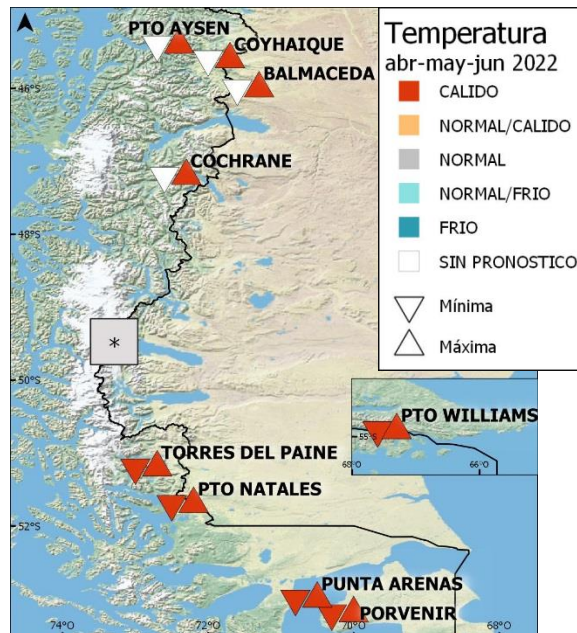 PTO AYSEN
COYHAIQUE
BALMACEDA
46°S
COCHRANE
48°S
*
50°S
Temperatura
abr-may-jun 2022
CALIDO
NORMAL/CALIDO
NORMAL
NORMAL/FRIO
FRIO
SIN PRONOSTICO
Mínima
Máxima
PTO WILLIAMS
55°S
68°W
66°W
TORRES DEL PAINE
PTO NATALES
52°S
PUNTA ARENAS
PORVENIR
74°W
72°W
70°W
68°W